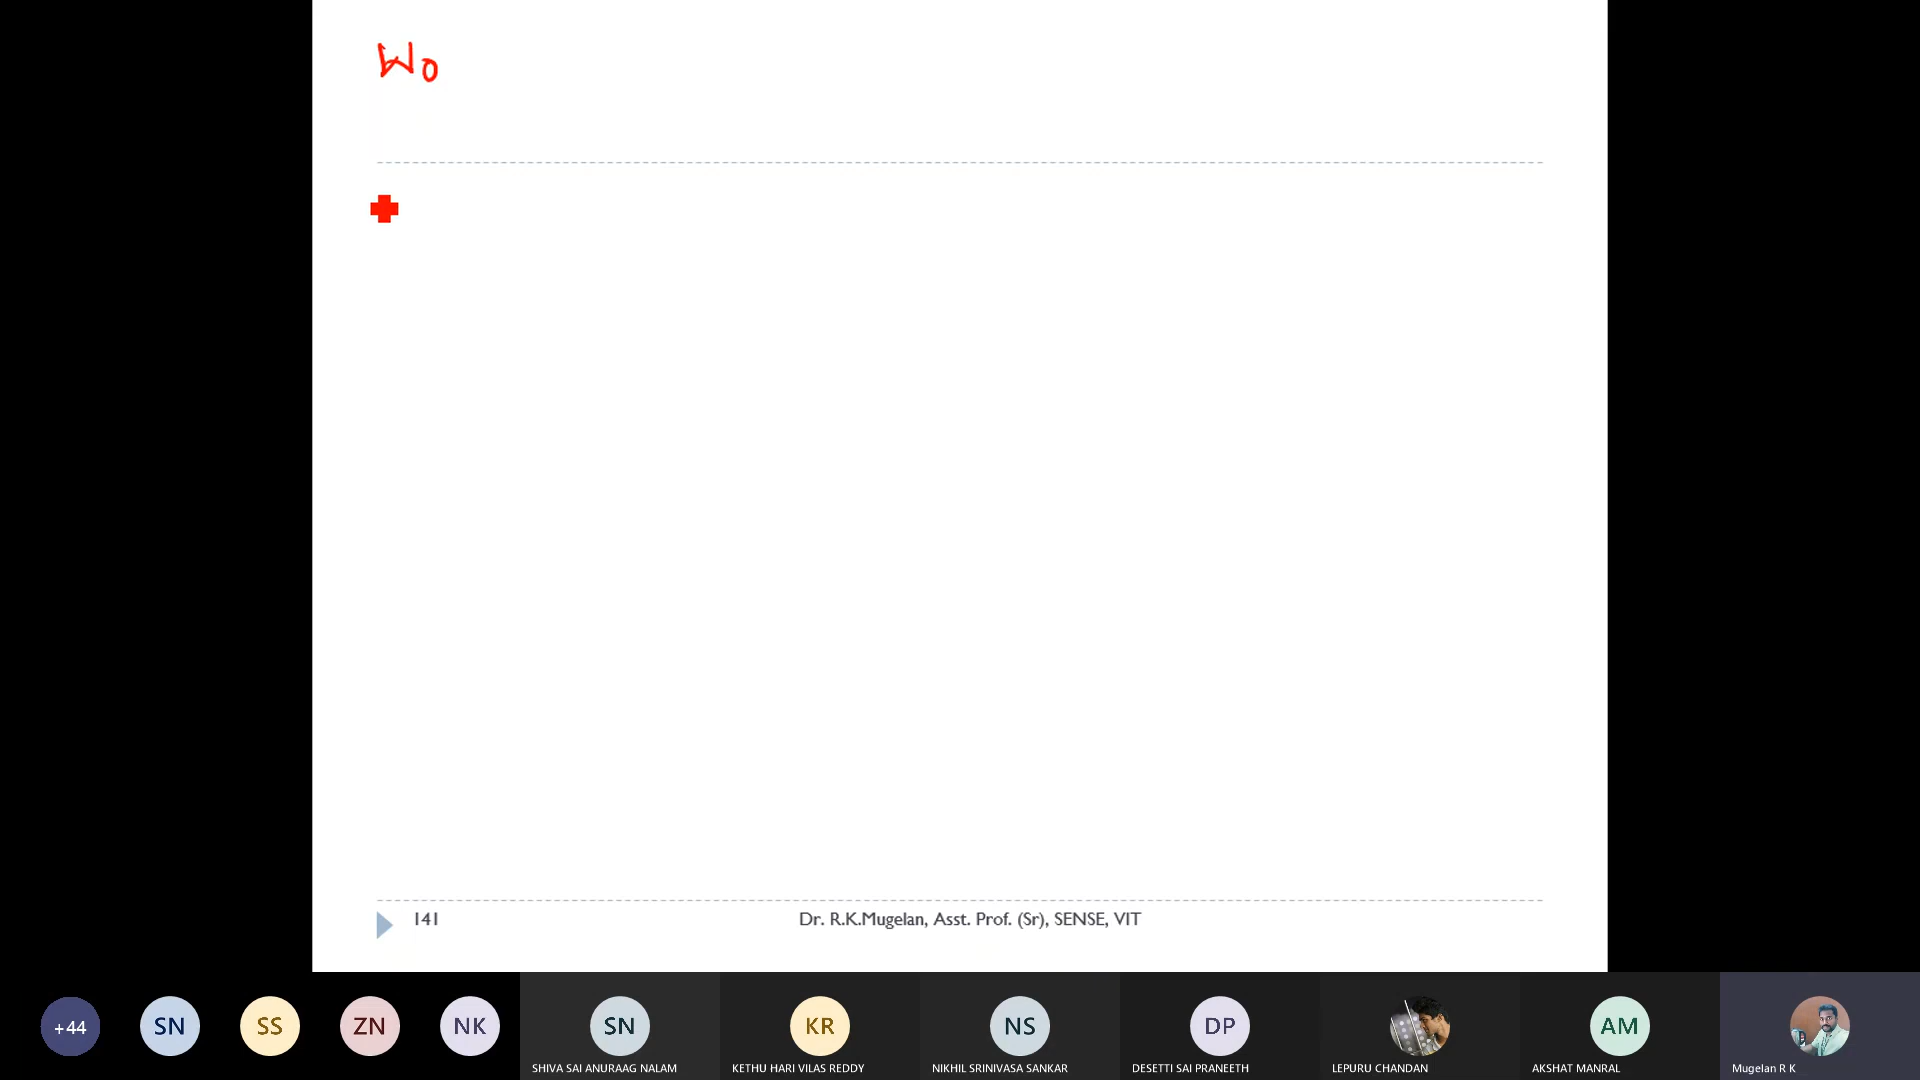 Wo
141 Dr. R.K.Mugelan, Asst. Prof. (Sr), SENSE, VIT
+44 SN SS ZN NK SN KR NS DP AM
SHIVA SAI ANURAAG NALAM KETHU HARI VILAS REDDY NIKHIL SRINIVASA SANKAR DESETTI SAI PRANEETH LEPURU CHANDAN AKSHAT MANRAL Mugelan R K